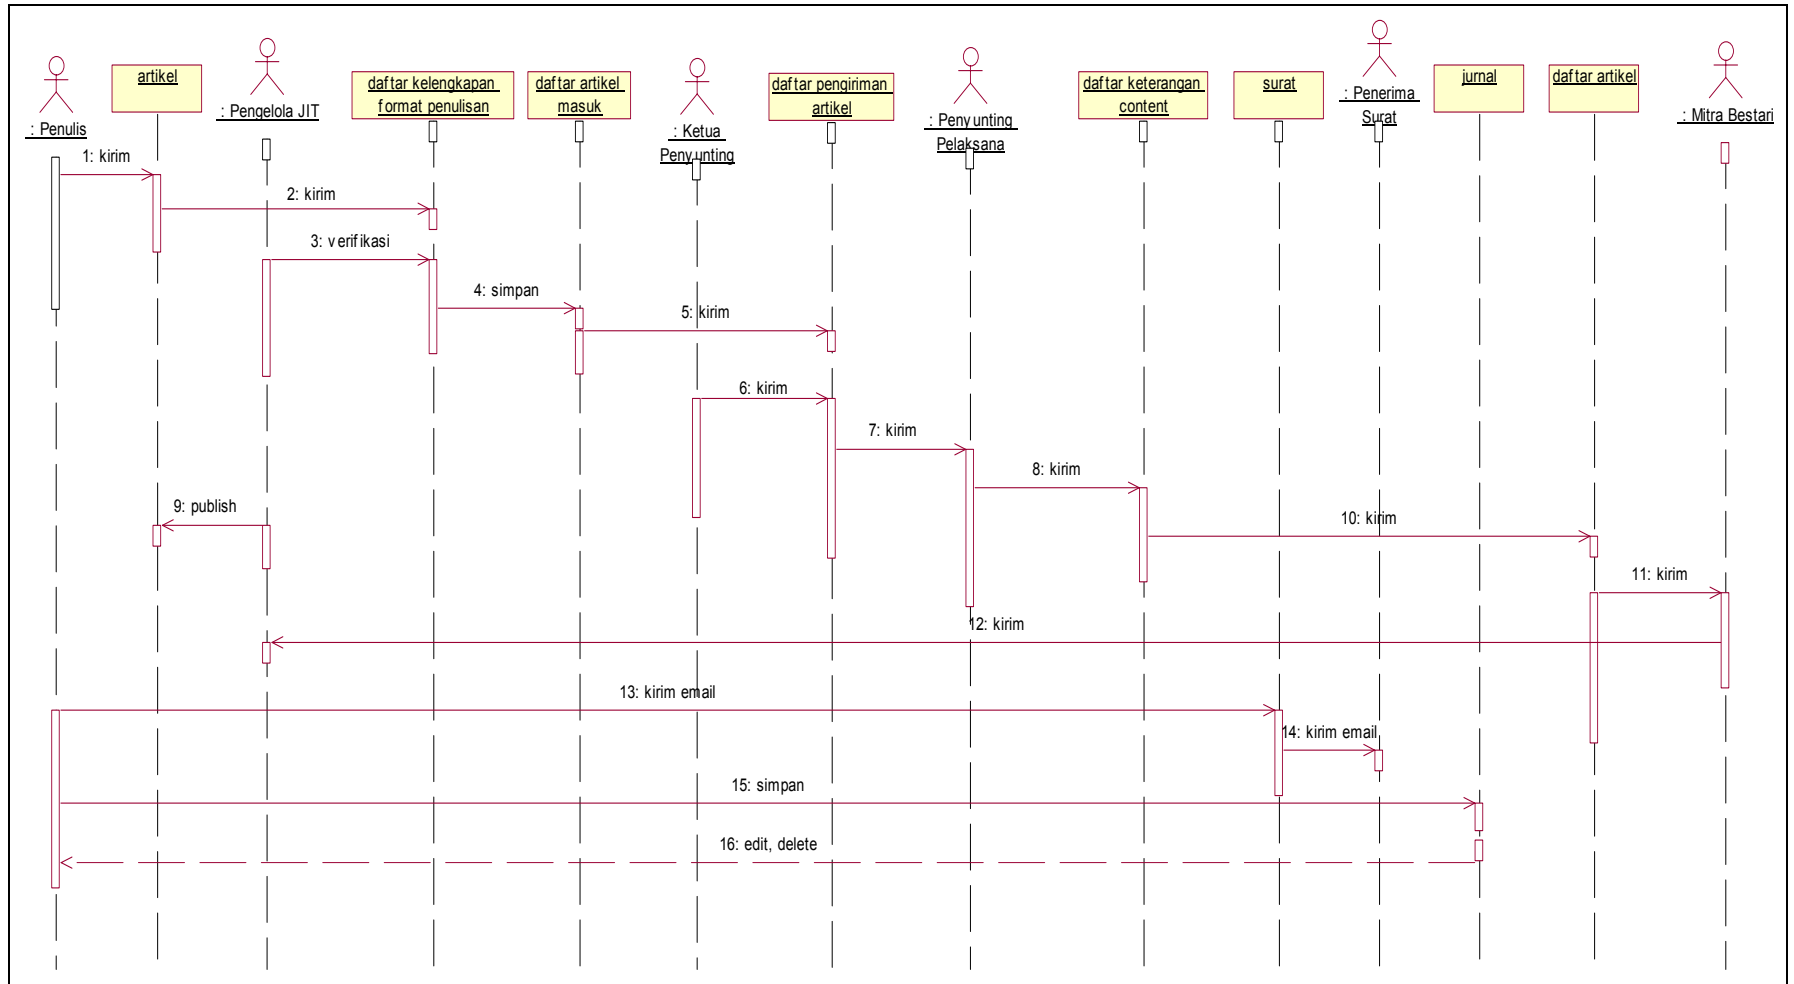 artikel
: Penulis
: Pengelola JIT
daftar kelengkapan
format penulisan
daftar artikel
masuk
: Ketua
Penyunting
daftar pengiriman
artikel
: Penyunting
Pelaksana
daftar keterangan
content
surat
: Penerima
Surat
jurnal
daftar artikel
: Mitra Bestari
1: kirim
2: kirim
3: verifikasi
4: simpan
5: kirim
6: kirim
7: kirim
8: kirim
9: publish
10: kirim
11: kirim
12: kirim
13: kirim email
14: kirim email
15: simpan
16: edit, delete